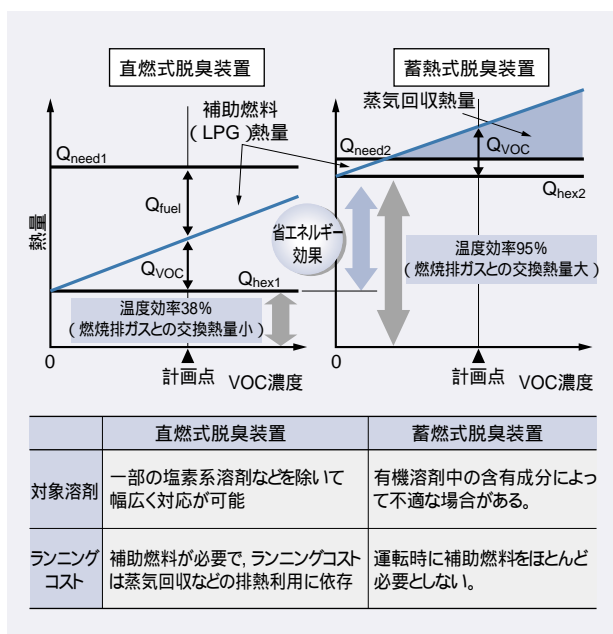 直燃式脱臭装置
蓄熱式脱臭装置
補助燃料
(LPG)熱量
蒸気回収熱量
Qneed1
Qneed2
QVOC
Qfuel
Qhex2
熱量
省エネルギー
効果
QVOC
Qhex1
温度効率95%
(燃焼排ガスとの交換熱量大)
温度効率38%
(燃焼排ガスとの交換熱量小)
0
計画点
VOC濃度
0
計画点
VOC濃度
直燃式脱臭装置
蓄燃式脱臭装置
対象溶剤
一部の塩素系溶剤などを除いて
幅広く対応が可能
有機溶剤中の含有成分によっ
て不適な場合がある。
ランニング
コスト
補助燃料が必要で, ランニングコスト
は蒸気回収などの排熱利用に依存
運転時に補助燃料をほとんど
必要としない。